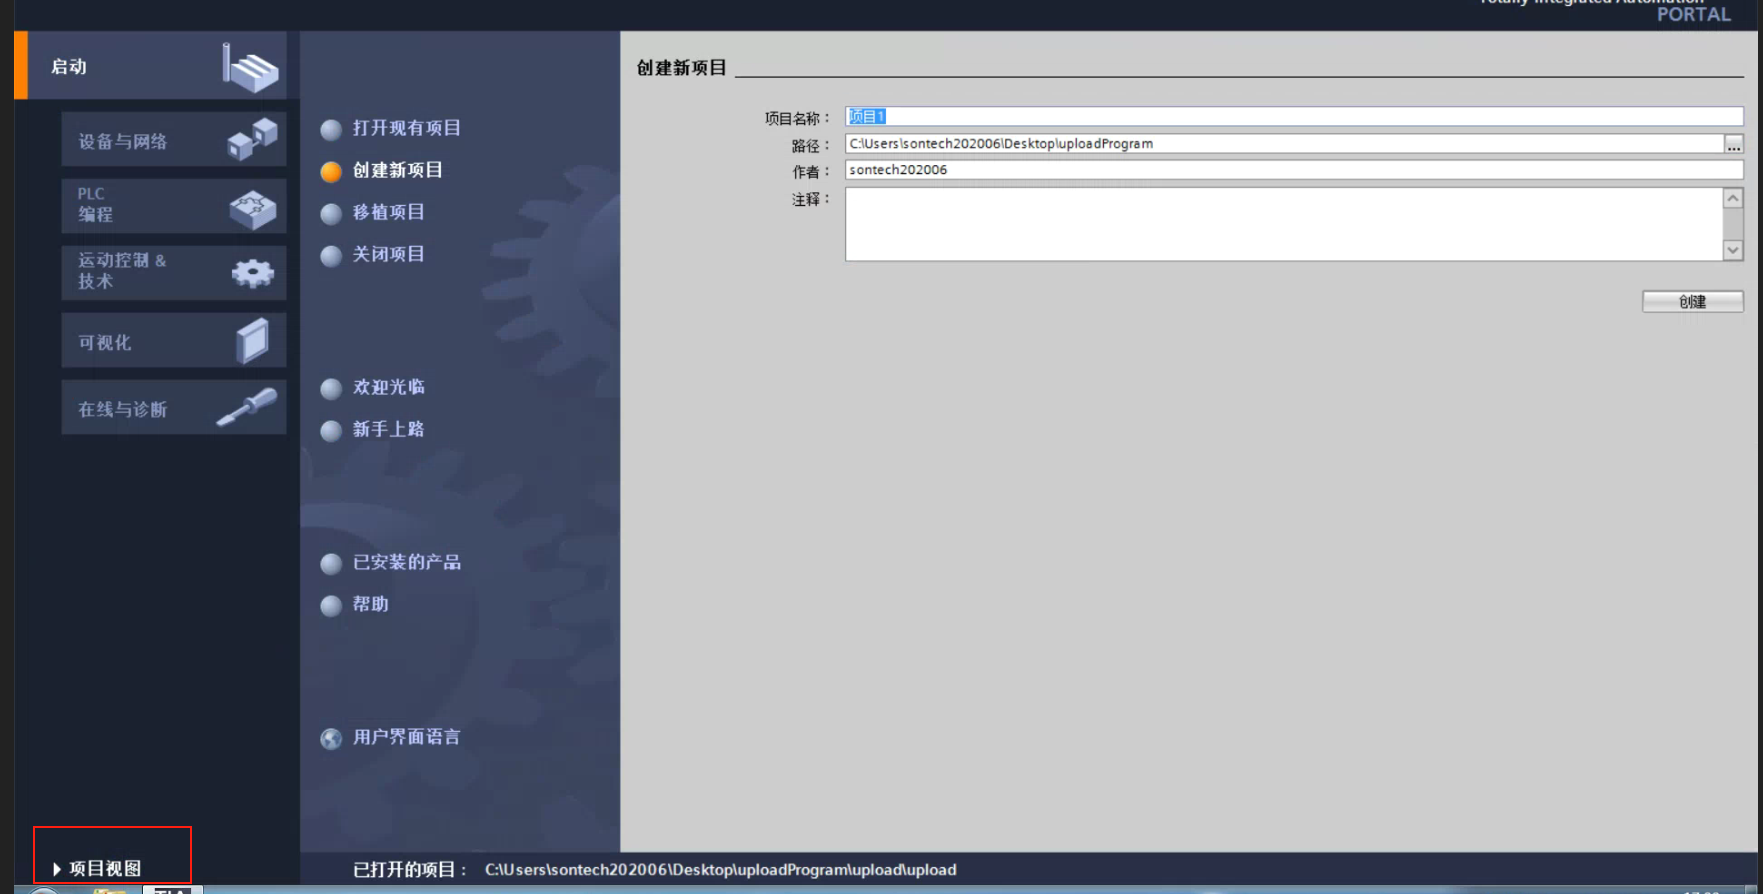 Totally Integrated Automation
PORTAL
启动
设备与网络
PLC
编程
运动控制 &
技术
可视化
在线与诊断
打开现有项目
创建新项目
移植项目
关闭项目
欢迎光临
新手上路
已安装的产品
帮助
用户界面语言
创建新项目
项目名称：
项目1
路径：
C:\Users\sontech202006\Desktop\uploadProgram
...
作者：
sontech202006
注释：
创建
项目视图
已打开的项目： C:\Users\sontech202006\Desktop\uploadProgram\upload\upload